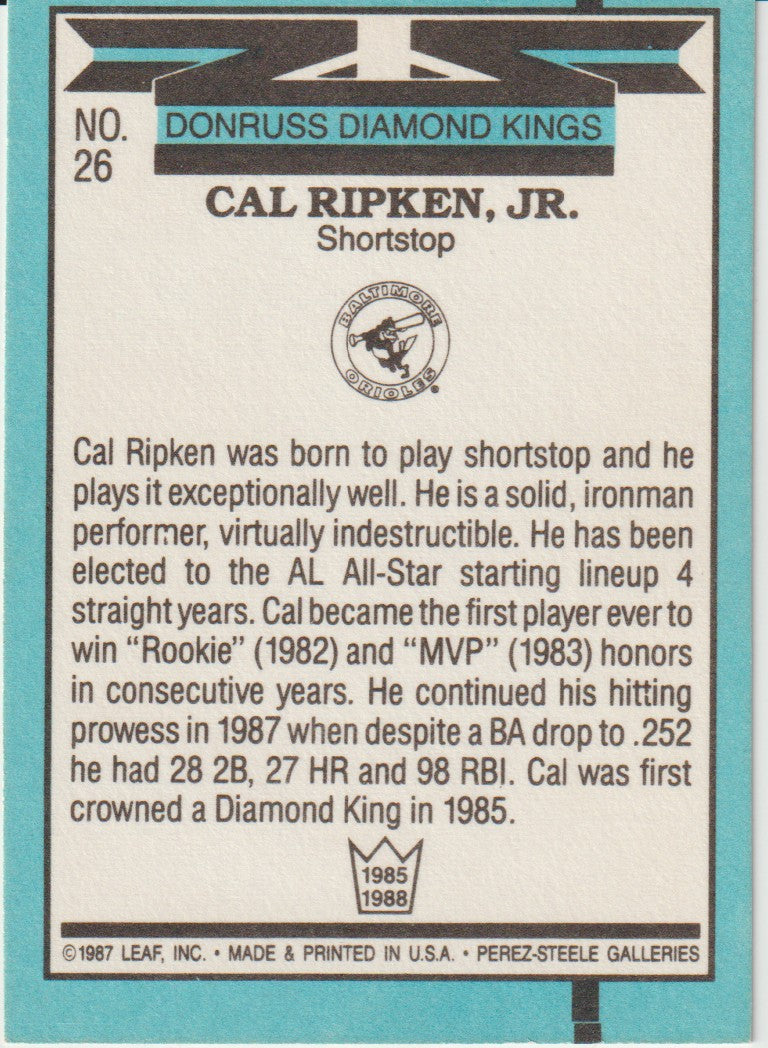 NO.
26
DONRUSS DIAMOND KINGS
CAL RIPKEN, JR.
Shortstop
BALTIMORE
ORIOLES
®
Cal Ripken was born to play shortstop and he
plays it exceptionally well. He is a solid, ironman
performer, virtually indestructible. He has been
elected to the AL All-Star starting lineup 4
straight years. Cal became the first player ever to
win “Rookie” (1982) and “MVP” (1983) honors
in consecutive years. He continued his hitting
prowess in 1987 when despite a BA drop to .252
he had 28 2B, 27 HR and 98 RBI. Cal was first
crowned a Diamond King in 1985.
1985
1988
©1987 LEAF, INC. • MADE & PRINTED IN U.S.A. • PEREZ-STEELE GALLERIES